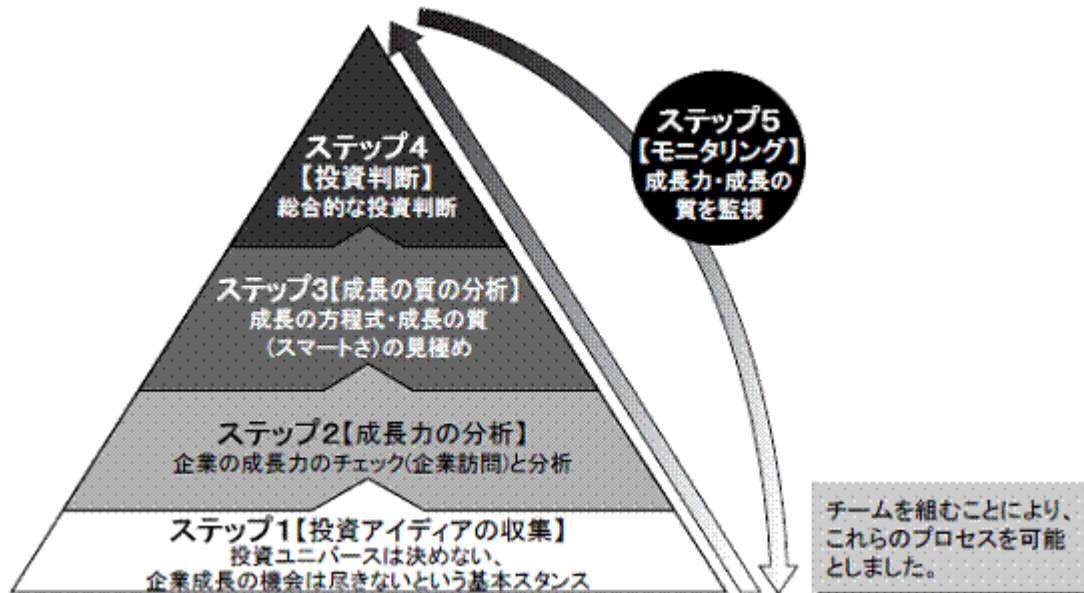 ステップ4
【投資判断】
総合的な投資判断
ステップ3【成長の質の分析】
成長の方程式・成長の質
(スマートさ)の見極め
ステップ2【成長力の分析】
企業の成長力のチェック(企業訪問)と分析
ステップ1【投資アイディアの収集】
投資ユニバースは決めない、
企業成長の機会は尽きないという基本スタンス
ステップ5
【モニタリング】
成長力・成長の
質を監視
チームを組むことにより、
これらのプロセスを可能
としました。